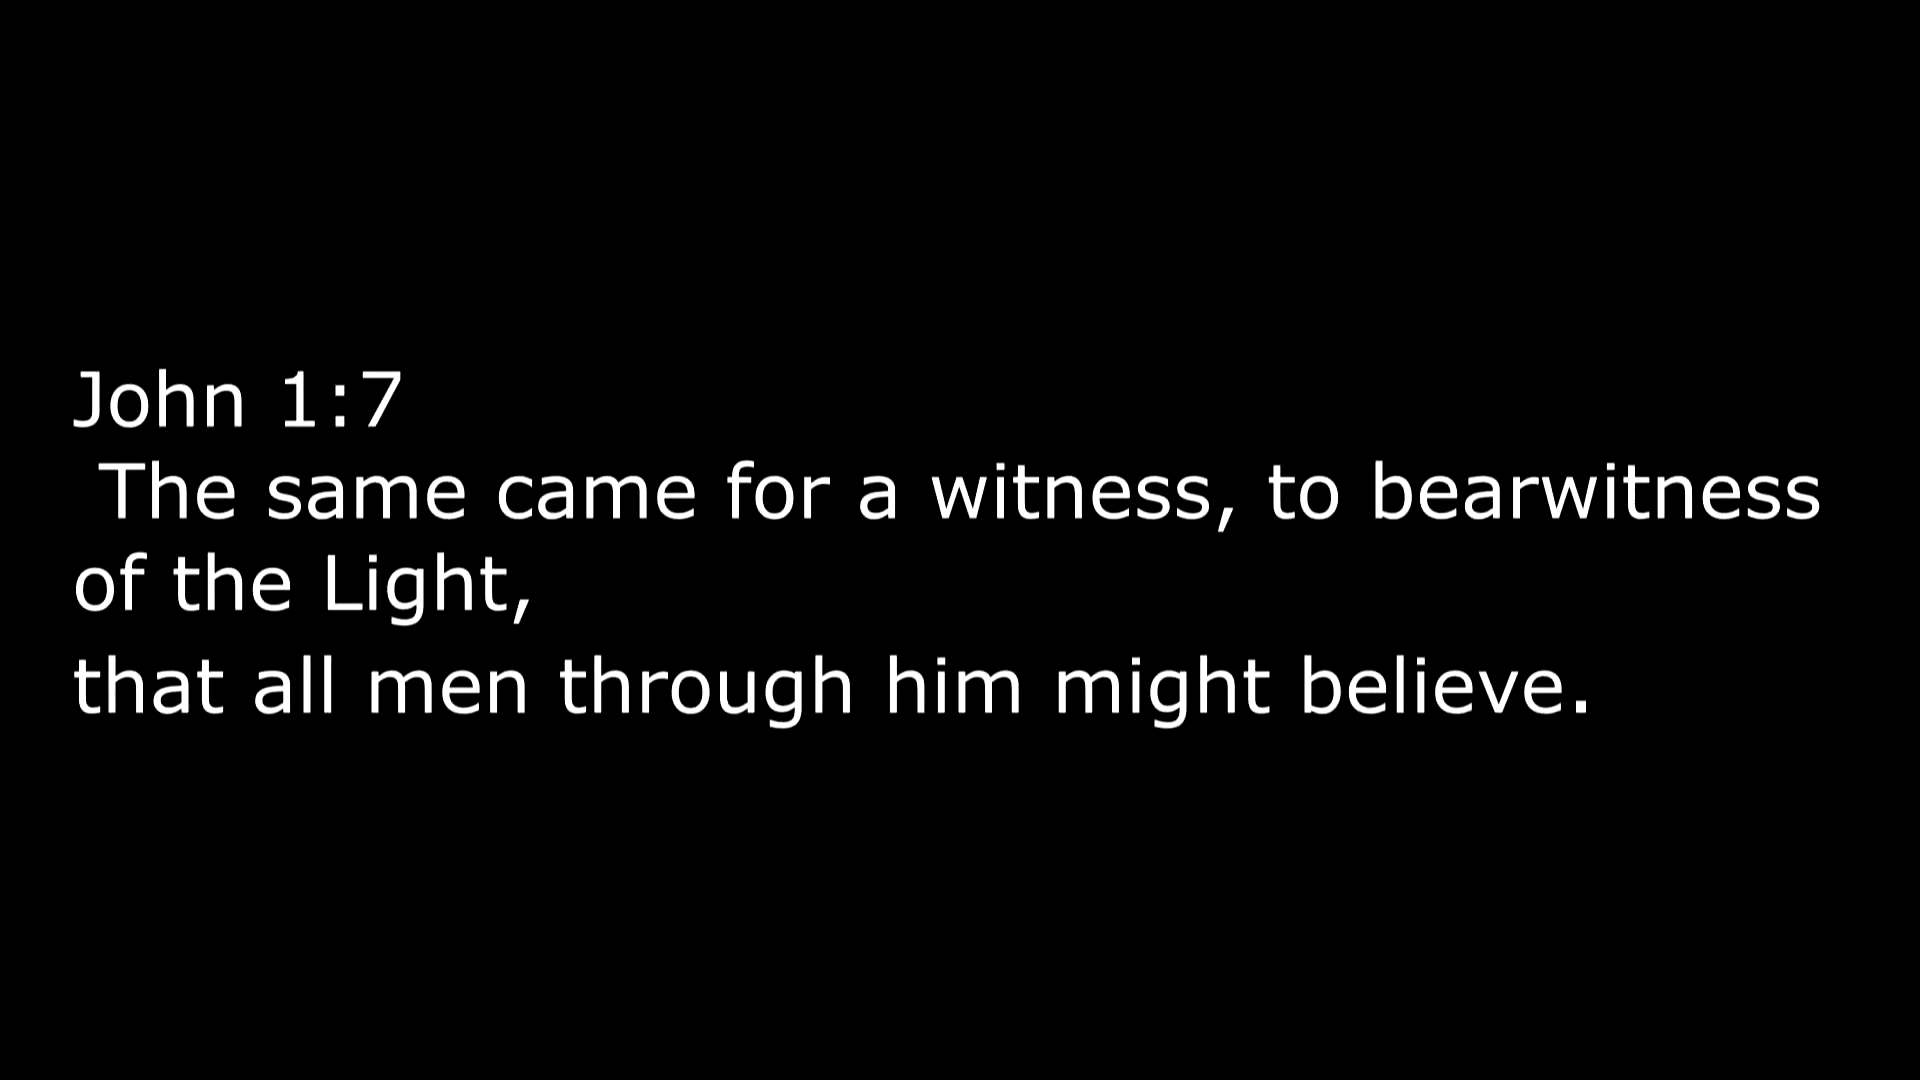 John 1:7
The same came for a witness, to bearwitness
of the Light,
that all men through him might believe.